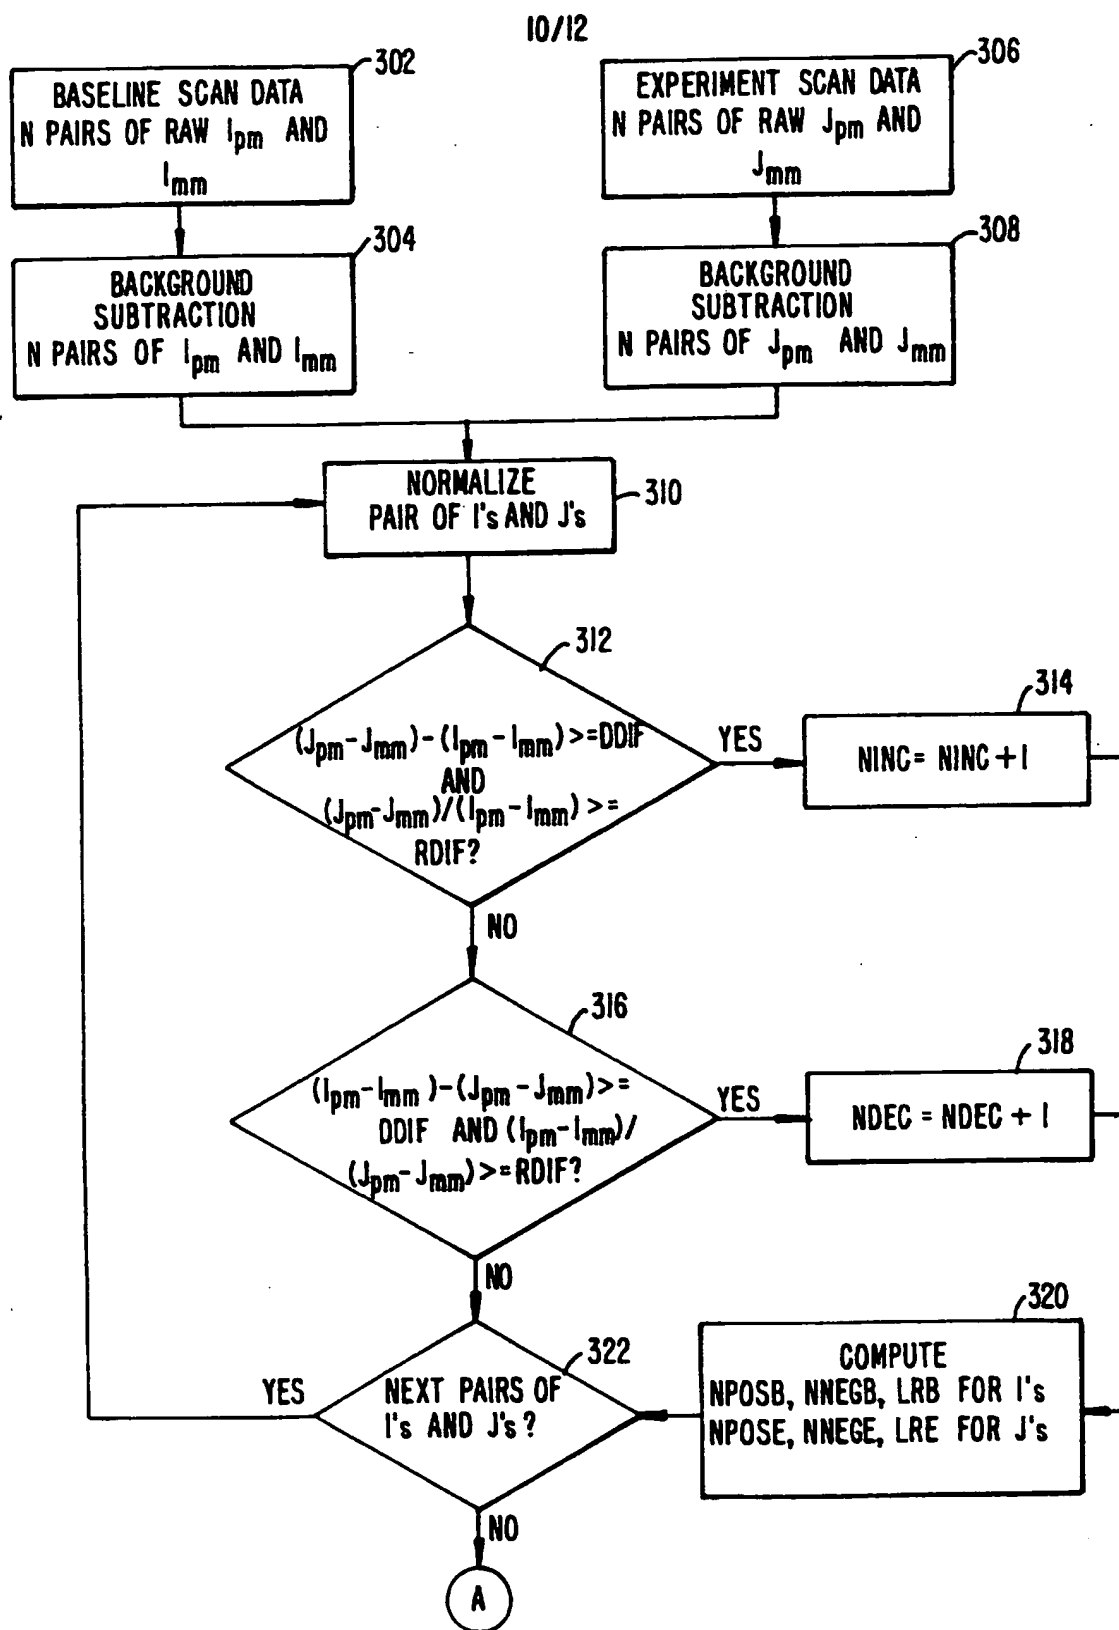 10/12
302
BASELINE SCAN DATA
N PAIRS OF RAW Ipm AND
Imm
306
EXPERIMENT SCAN DATA
N PAIRS OF RAW Jpm AND
Jmm
304
BACKGROUND
SUBTRACTION
N PAIRS OF Ipm AND Imm
308
BACKGROUND
SUBTRACTION
N PAIRS OF Jpm AND Jmm
NORMALIZE
PAIR OF I's AND J's
310
312
(Jpm-Jmm)-(Ipm-Imm)>=DDIF
AND
(Jpm-Jmm)/(Ipm-Imm)>=
RDIF?
YES
314
NINC= NINC+1
NO
316
(Ipm-Imm)-(Jpm-Jmm)>=
DDIF AND (Ipm-Imm)/
(Jpm-Jmm)>=RDIF?
YES
318
NDEC = NDEC + 1
NO
320
COMPUTE
NPOSB, NNEGB, LRB FOR I's
NPOSE, NNEGE, LRE FOR J's
322
NEXT PAIRS OF
I's AND J's?
YES
NO
A